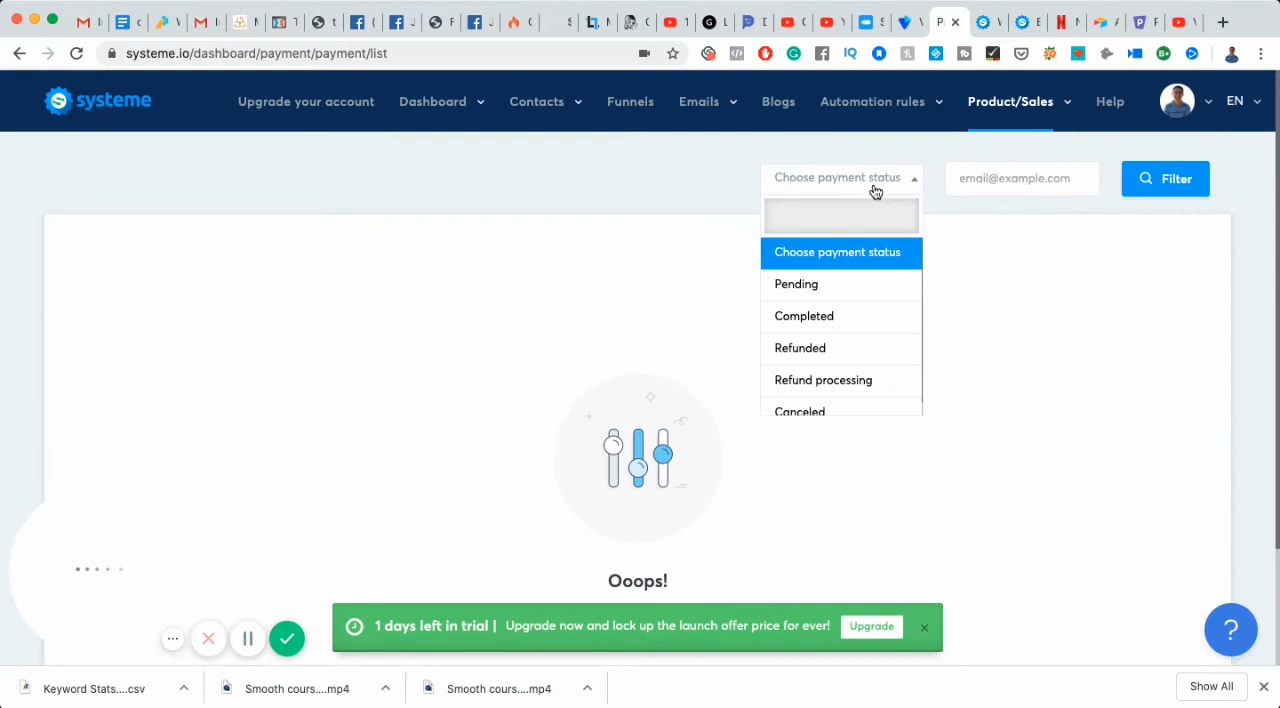 systeme.io/dashboard/payment/payment/list
systeme
Upgrade your account
Dashboard
Contacts
Funnels
Emails
Blogs
Automation rules
Product/Sales
Help
EN
Choose payment status
email@example.com
Filter
Choose payment status
Pending
Completed
Refunded
Refund processing
Canceled
Ooops!
1 days left in trial | Upgrade now and lock up the launch offer price for ever!
Upgrade
?
Keyword Stats....csv
Smooth cours....mp4
Smooth cours....mp4
Show All